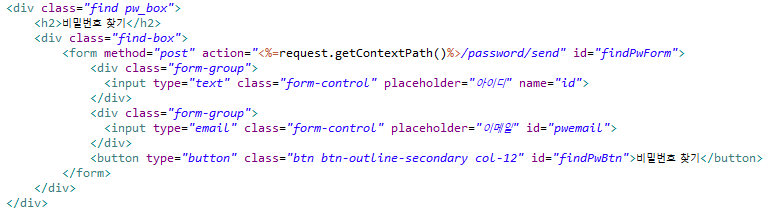 <div class="find pw_box">
    <h2>비밀번호 찾기</h2>
    <div class="find-box">
        <form method="post" action="<%=request.getContextPath()%>/password/send" id="findPwForm">
            <div class="form-group">
                <input type="text" class="form-control" placeholder="아이디" name="id">
            </div>
            <div class="form-group">
                <input type="email" class="form-control" placeholder="이메일" id="pwemail">
            </div>
            <button type="button" class="btn btn-outline-secondary col-12" id="findPwBtn">비밀번호 찾기</button>
        </form>
    </div>
</div>